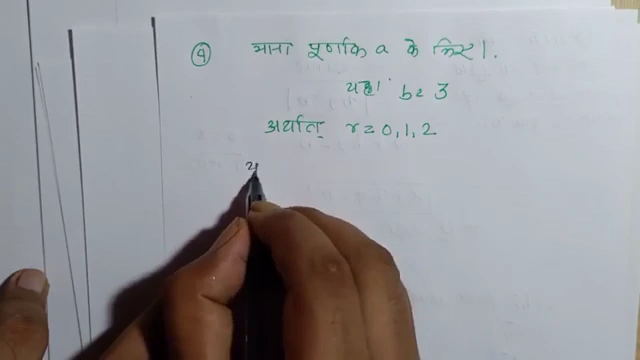 ④ माना पूर्णांक a के लिए।
यहाँ b = 3
अर्थात् r = 0, 1, 2